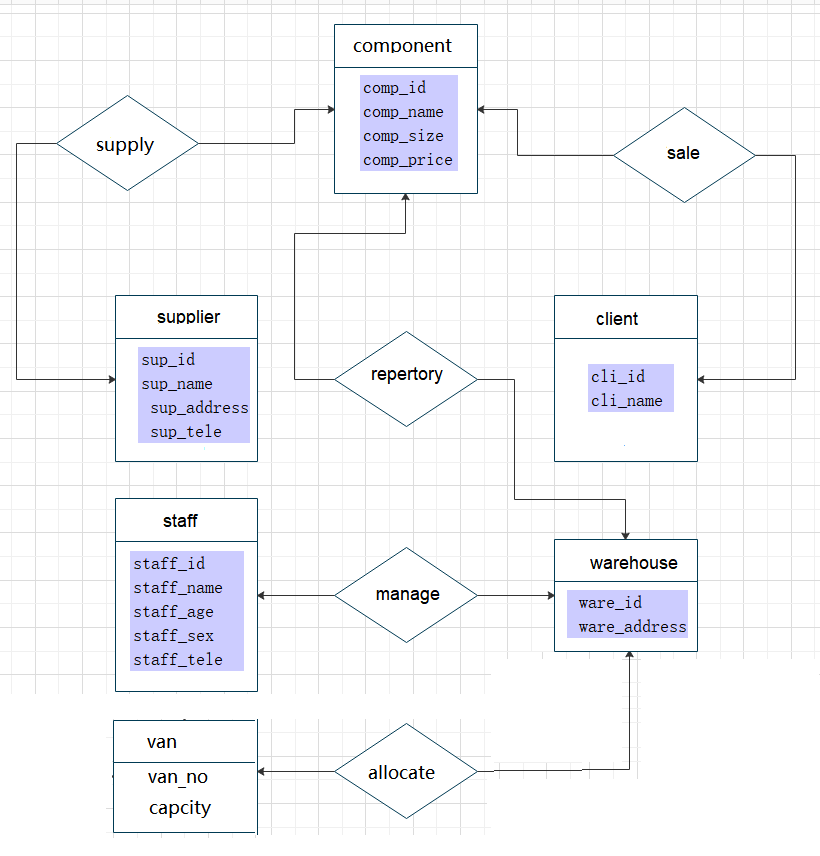 component
comp_id
comp_name
comp_size
comp_price
supply
sale
supplier
sup_id
sup_name
sup_address
sup_tele
client
cli_id
cli_name
repertory
staff
staff_id
staff_name
staff_age
staff_sex
staff_tele
manage
warehouse
ware_id
ware_address
van
van_no
capcity
allocate